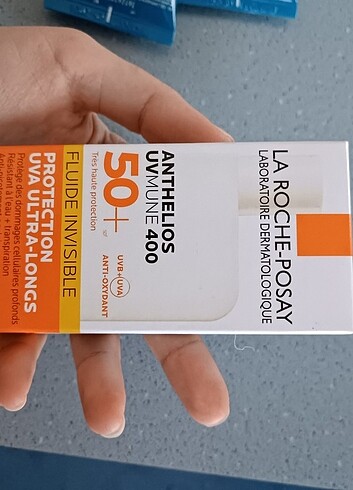 LA ROCHE-POSAY
LABORATOIRE DERMATOLOGIQUE
ANTHELIOS
UVMUNE 400
50+
UVB+UVA
ANTI-OXYDANT
Très haute protection
FLUIDE INVISIBLE
PROTECTION
UVA ULTRA-LONGS
Protège des dommages cellulaires profonds
Résistant à l'eau + transpiration